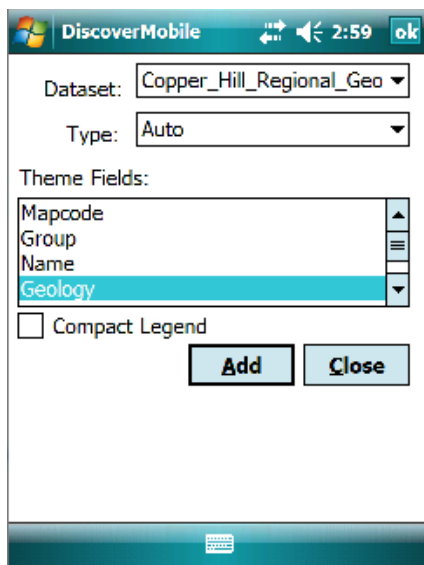 DiscoverMobile 2:59 ok
Dataset: Copper_Hill_Regional_Geo
Type: Auto
Theme Fields:
Mapcode
Group
Name
Geology
Compact Legend
Add Close